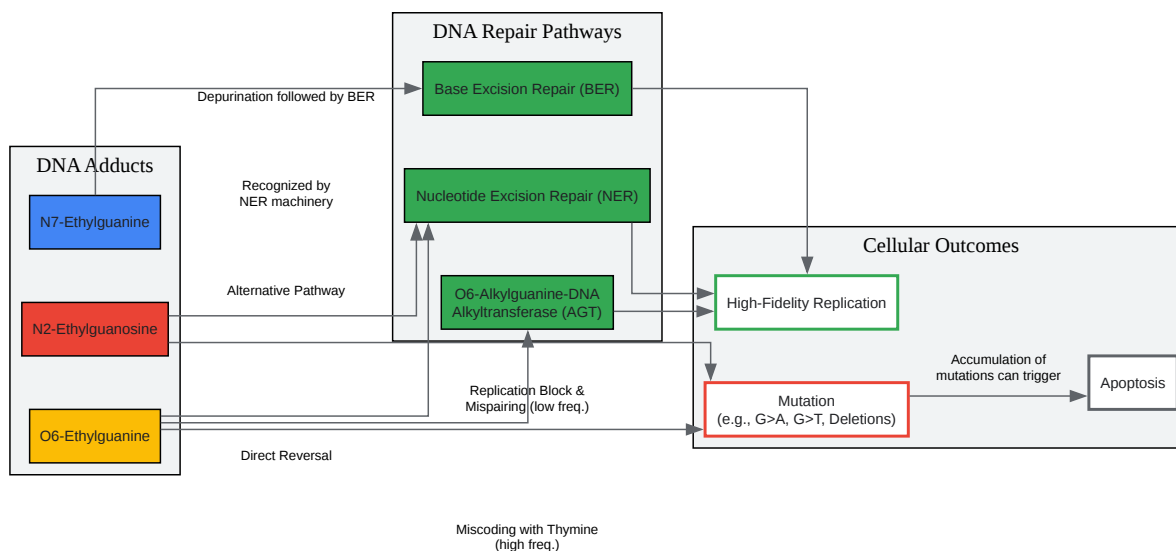 DNA Repair Pathways
Base Excision Repair (BER)
Depurination followed by BER
DNA Adducts
N7-Ethylguanine
Recognized by
NER machinery
Nucleotide Excision Repair (NER)
Cellular Outcomes
N2-Ethylguanosine
Alternative Pathway
O6-Alkylguanine-DNA
Alkyltransferase (AGT)
High-Fidelity Replication
O6-Ethylguanine
Replication Block &
Mispairing (low freq.)
Mutation
(e.g., G>A, G>T, Deletions)
Accumulation of
mutations can trigger
Apoptosis
Direct Reversal
Miscoding with Thymine
(high freq.)